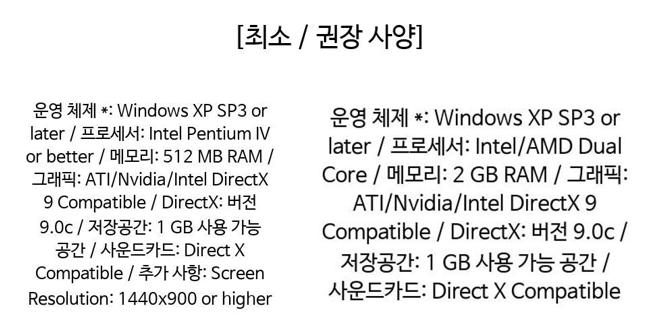 [최소 / 권장 사양]
운영 체제 *: Windows XP SP3 or
later / 프로세서: Intel Pentium IV
or better / 메모리: 512 MB RAM /
그래픽: ATI/Nvidia/Intel DirectX
9 Compatible / DirectX: 버전
9.0c / 저장공간: 1 GB 사용 가능
공간 / 사운드카드: Direct X
Compatible / 추가 사항: Screen
Resolution: 1440x900 or higher
운영 체제 *: Windows XP SP3 or
later / 프로세서: Intel/AMD Dual
Core / 메모리: 2 GB RAM / 그래픽:
ATI/Nvidia/Intel DirectX 9
Compatible / DirectX: 버전 9.0c /
저장공간: 1 GB 사용 가능 공간 /
사운드카드: Direct X Compatible